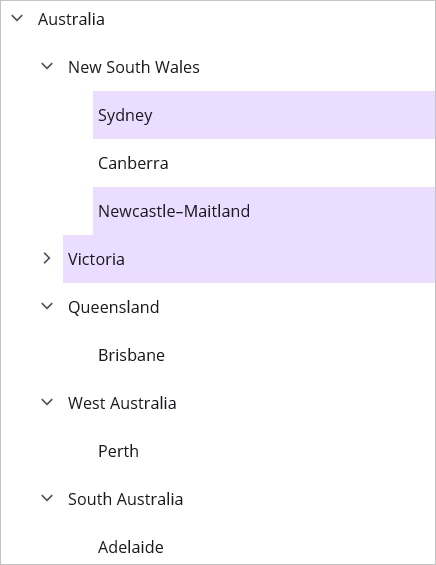 Australia
New South Wales
Sydney
Canberra
Newcastle–Maitland
Victoria
Queensland
Brisbane
West Australia
Perth
South Australia
Adelaide